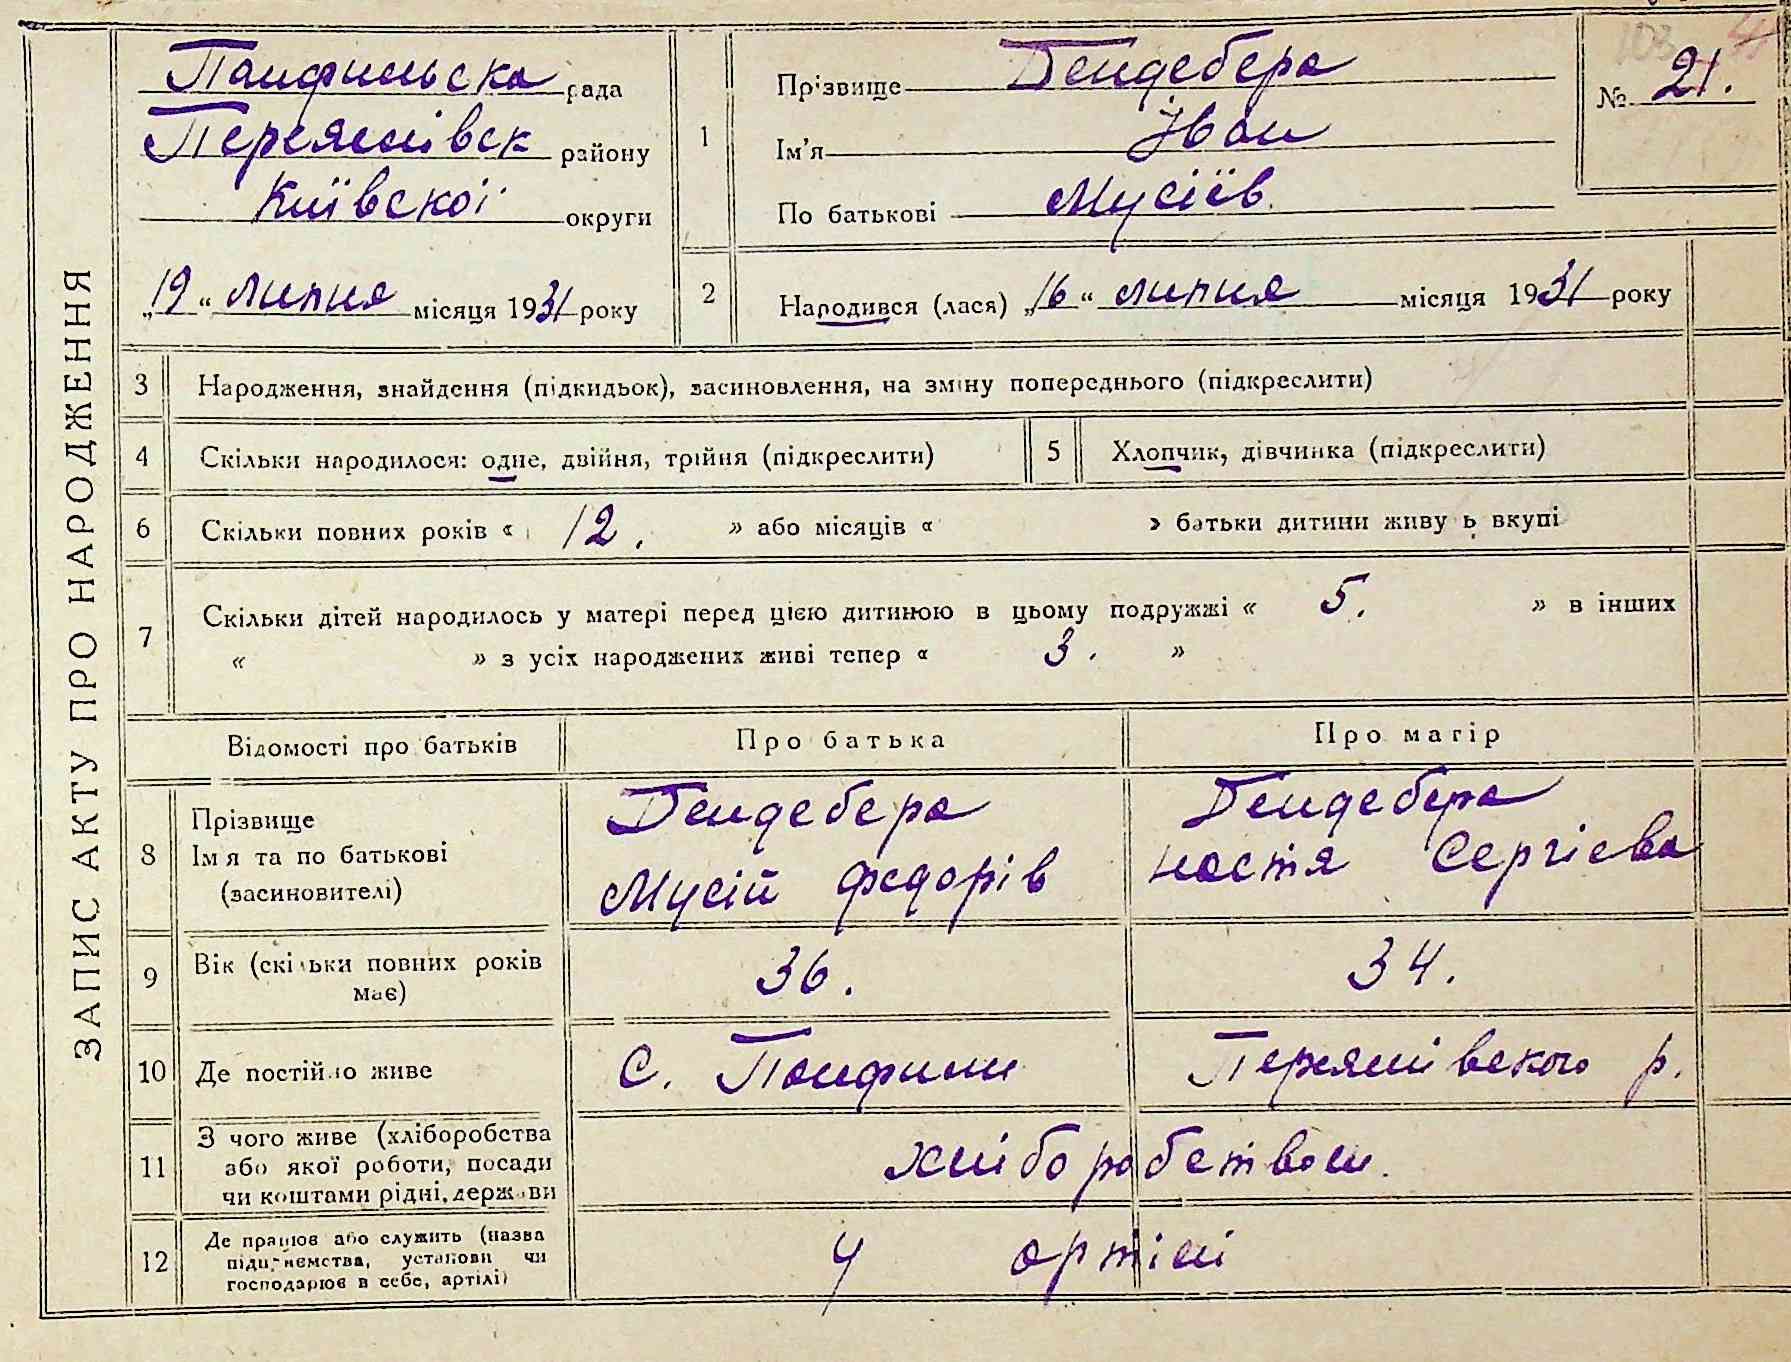 ЗАПИС АКТУ ПРО НАРОДЖЕННЯ
Панфильска рада
Переяслівск району
Київскої округи
„19“ липня місяця 1931 року
1
Прізвище Бендебера
Ім'я Іван
По батькові Мусіїв
№ 21.
2
Народився (лася) „16“ липня місяця 1931 року
3 Народження, знайдення (підкидьок), засиновлення, на зміну попереднього (підкреслити)
4 Скільки народилося: одне, двійня, трійня (підкреслити)
5 Хлопчик, дівчинка (підкреслити)
6 Скільки повних років « 12. » або місяців « » батьки дитини живуть вкупі
7 Скільки дітей народилось у матері перед цією дитиною в цьому подружжі « 5. » в інших
« » з усіх народжених живі тепер « 3. »
Відомості про батьків Про батька Про матір
8 Прізвище
Ім я та по батькові
(засиновителі)
Бендебера
Мусій Федорів
Бендебера
Настя Сергієва
9 Вік (скільки повних років
має)
36. 34.
10 Де постійно живе С. Панфили Переяслівского р.
11 З чого живе (хліборобства
або якої роботи, посади
чи коштами рідні, держави
хліборобством.
12 Де працює або служить (назва
підприємства, установи чи
господарює в себе, артілі)
У артілі